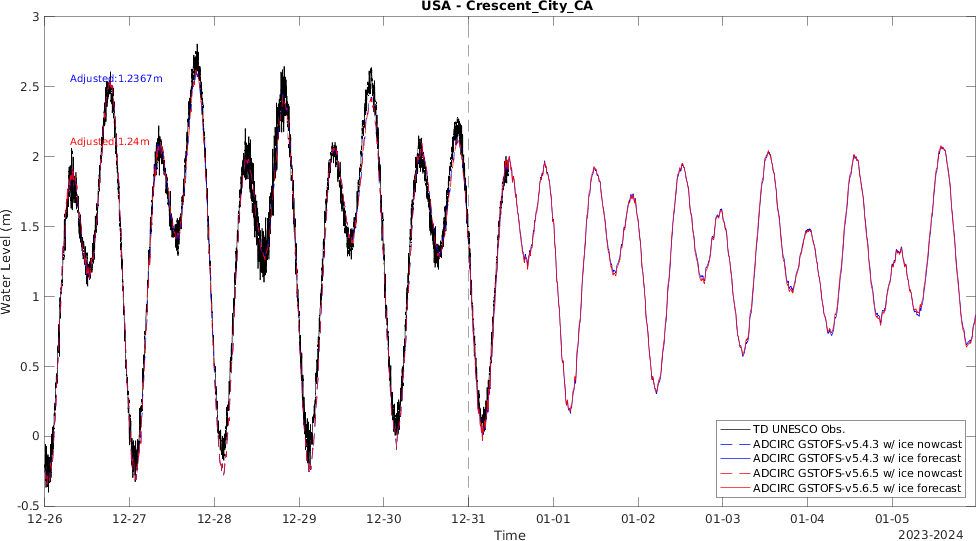 USA - Crescent_City_CA
3
2.5
2
1.5
1
0.5
0
-0.5
Water Level (m)
Adjusted:1.2367m
Adjusted:1.24m
TD UNESCO Obs.
ADCIRC GSTOFS-v5.4.3 w/ ice nowcast
ADCIRC GSTOFS-v5.4.3 w/ ice forecast
ADCIRC GSTOFS-v5.6.5 w/ ice nowcast
ADCIRC GSTOFS-v5.6.5 w/ ice forecast
12-26 12-27 12-28 12-29 12-30 12-31 01-01 01-02 01-03 01-04 01-05
Time
2023-2024